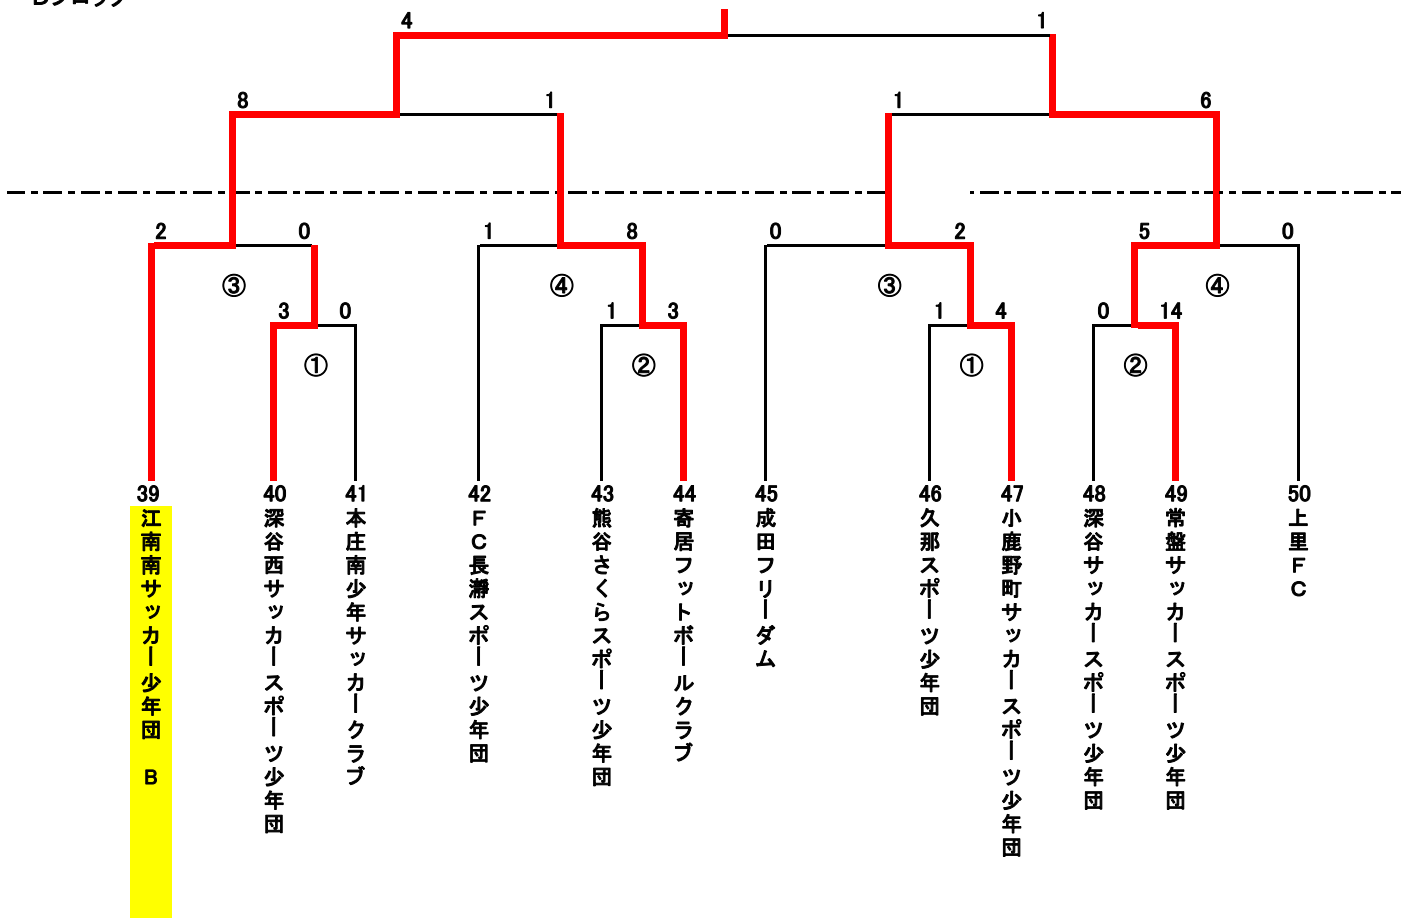 4 1
8 1 1 6
2 0 1 8 0 2 5 0
③ ④ ③ ④
3 0 1 3 1 4 0 14
① ② ① ②
39 40 41 42 43 44 45 46 47 48 49 50
江南南サッカー少年団 B
深谷西サッカースポーツ少年団
本庄南少年サッカークラブ
FC長瀞スポーツ少年団
熊谷さくらスポーツ少年団
寄居フットボールクラブ
成田フリーダム
久那スポーツ少年団
小鹿野町サッカースポーツ少年団
深谷サッカースポーツ少年団
常盤サッカースポーツ少年団
上里FC